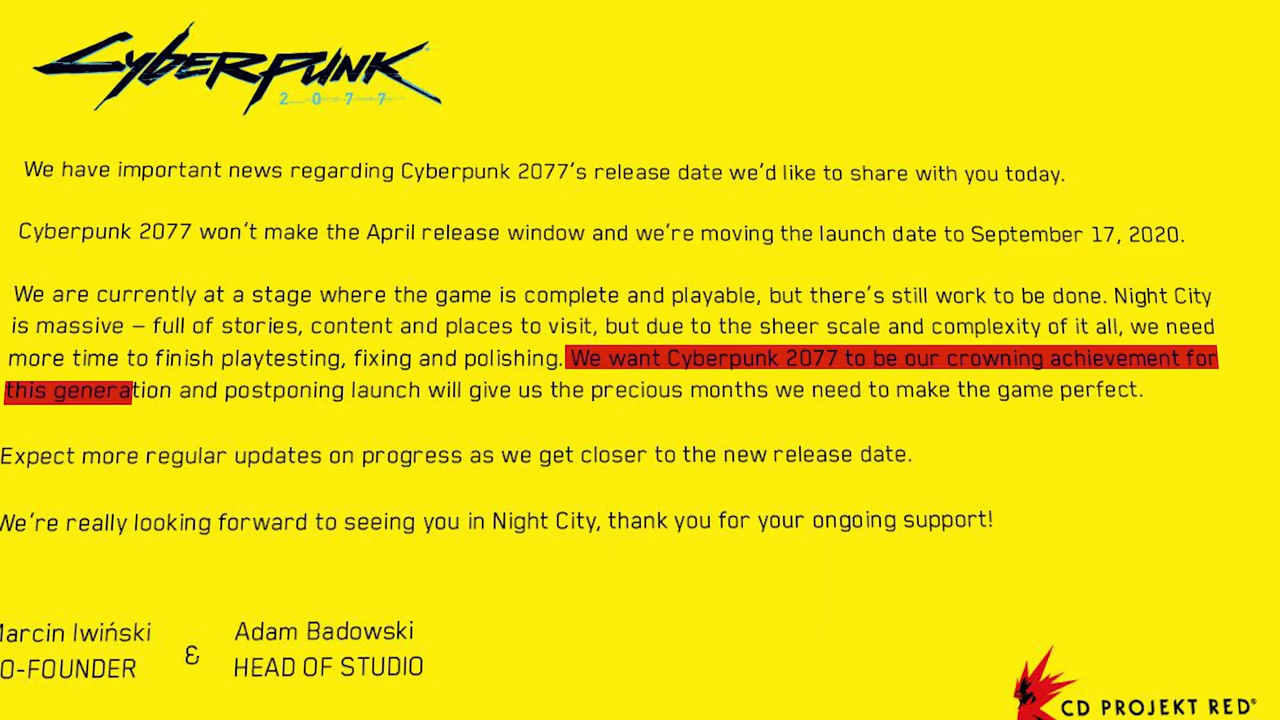 Cyberpunk
2077
We have important news regarding Cyberpunk 2077's release date we'd like to share with you today.
Cyberpunk 2077 won't make the April release window and we're moving the launch date to September 17, 2020.
We are currently at a stage where the game is complete and playable, but there's still work to be done. Night City
is massive – full of stories, content and places to visit, but due to the sheer scale and complexity of it all, we need
more time to finish playtesting, fixing and polishing. We want Cyberpunk 2077 to be our crowning achievement for
this generation and postponing launch will give us the precious months we need to make the game perfect.
Expect more regular updates on progress as we get closer to the new release date.
We're really looking forward to seeing you in Night City, thank you for your ongoing support!
arcin Iwiński
O-FOUNDER
&
Adam Badowski
HEAD OF STUDIO
CD PROJEKT RED®